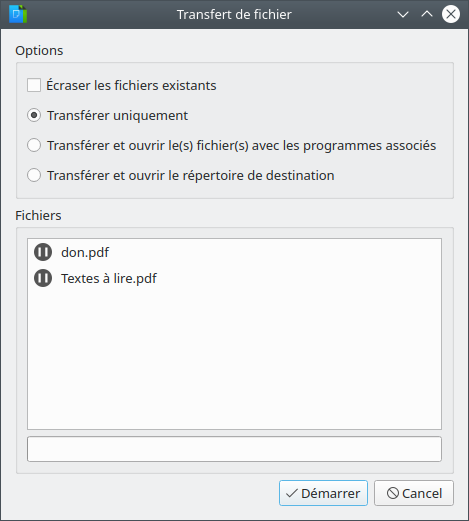 Transfert de fichier
Options
Écraser les fichiers existants
Transférer uniquement
Transférer et ouvrir le(s) fichier(s) avec les programmes associés
Transférer et ouvrir le répertoire de destination
Fichiers
don.pdf
Textes à lire.pdf
Démarrer
Cancel